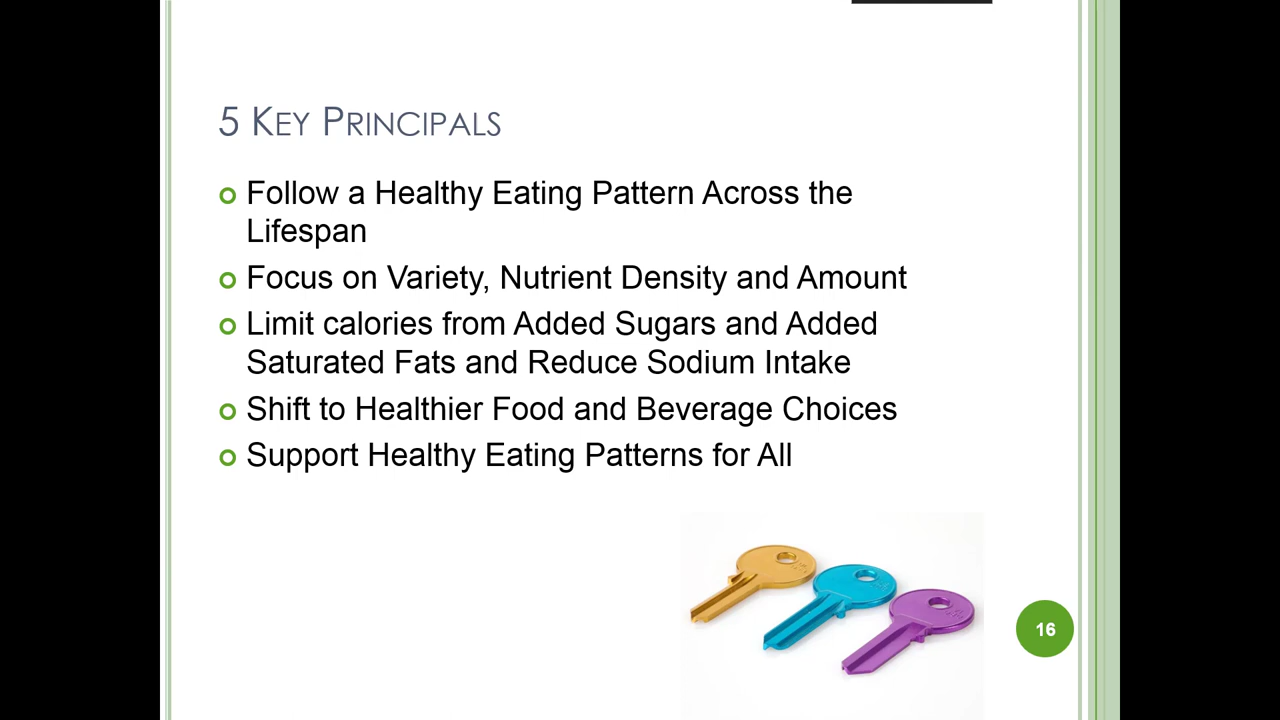 5 Key Principals
Follow a Healthy Eating Pattern Across the
Lifespan
Focus on Variety, Nutrient Density and Amount
Limit calories from Added Sugars and Added
Saturated Fats and Reduce Sodium Intake
Shift to Healthier Food and Beverage Choices
Support Healthy Eating Patterns for All
16